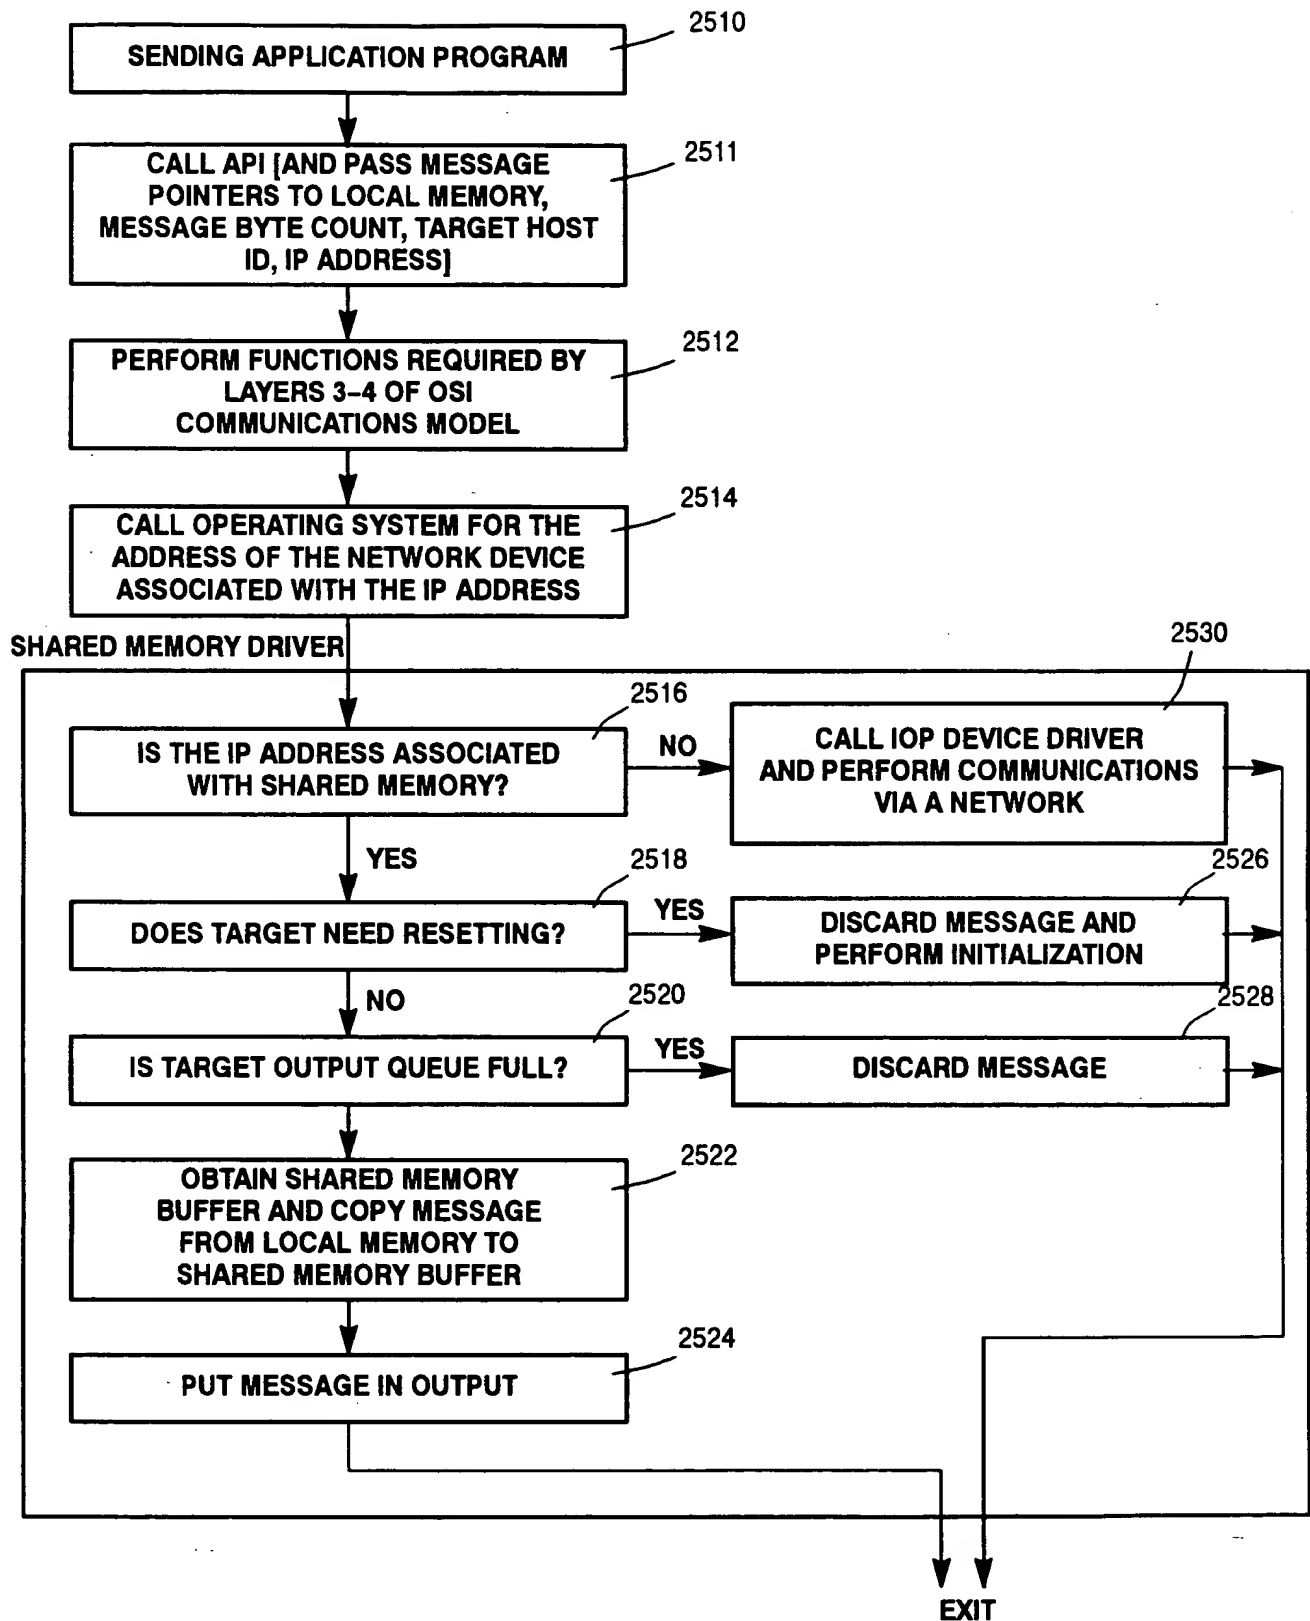 2510
SENDING APPLICATION PROGRAM
2511
CALL API [AND PASS MESSAGE
POINTERS TO LOCAL MEMORY,
MESSAGE BYTE COUNT, TARGET HOST
ID, IP ADDRESS]
2512
PERFORM FUNCTIONS REQUIRED BY
LAYERS 3–4 OF OSI
COMMUNICATIONS MODEL
2514
CALL OPERATING SYSTEM FOR THE
ADDRESS OF THE NETWORK DEVICE
ASSOCIATED WITH THE IP ADDRESS
SHARED MEMORY DRIVER
2516
IS THE IP ADDRESS ASSOCIATED
WITH SHARED MEMORY?
NO
2530
CALL IOP DEVICE DRIVER
AND PERFORM COMMUNICATIONS
VIA A NETWORK
YES
2518
DOES TARGET NEED RESETTING?
YES
2526
DISCARD MESSAGE AND
PERFORM INITIALIZATION
NO
2520
IS TARGET OUTPUT QUEUE FULL?
YES
2528
DISCARD MESSAGE
2522
OBTAIN SHARED MEMORY
BUFFER AND COPY MESSAGE
FROM LOCAL MEMORY TO
SHARED MEMORY BUFFER
2524
PUT MESSAGE IN OUTPUT
EXIT